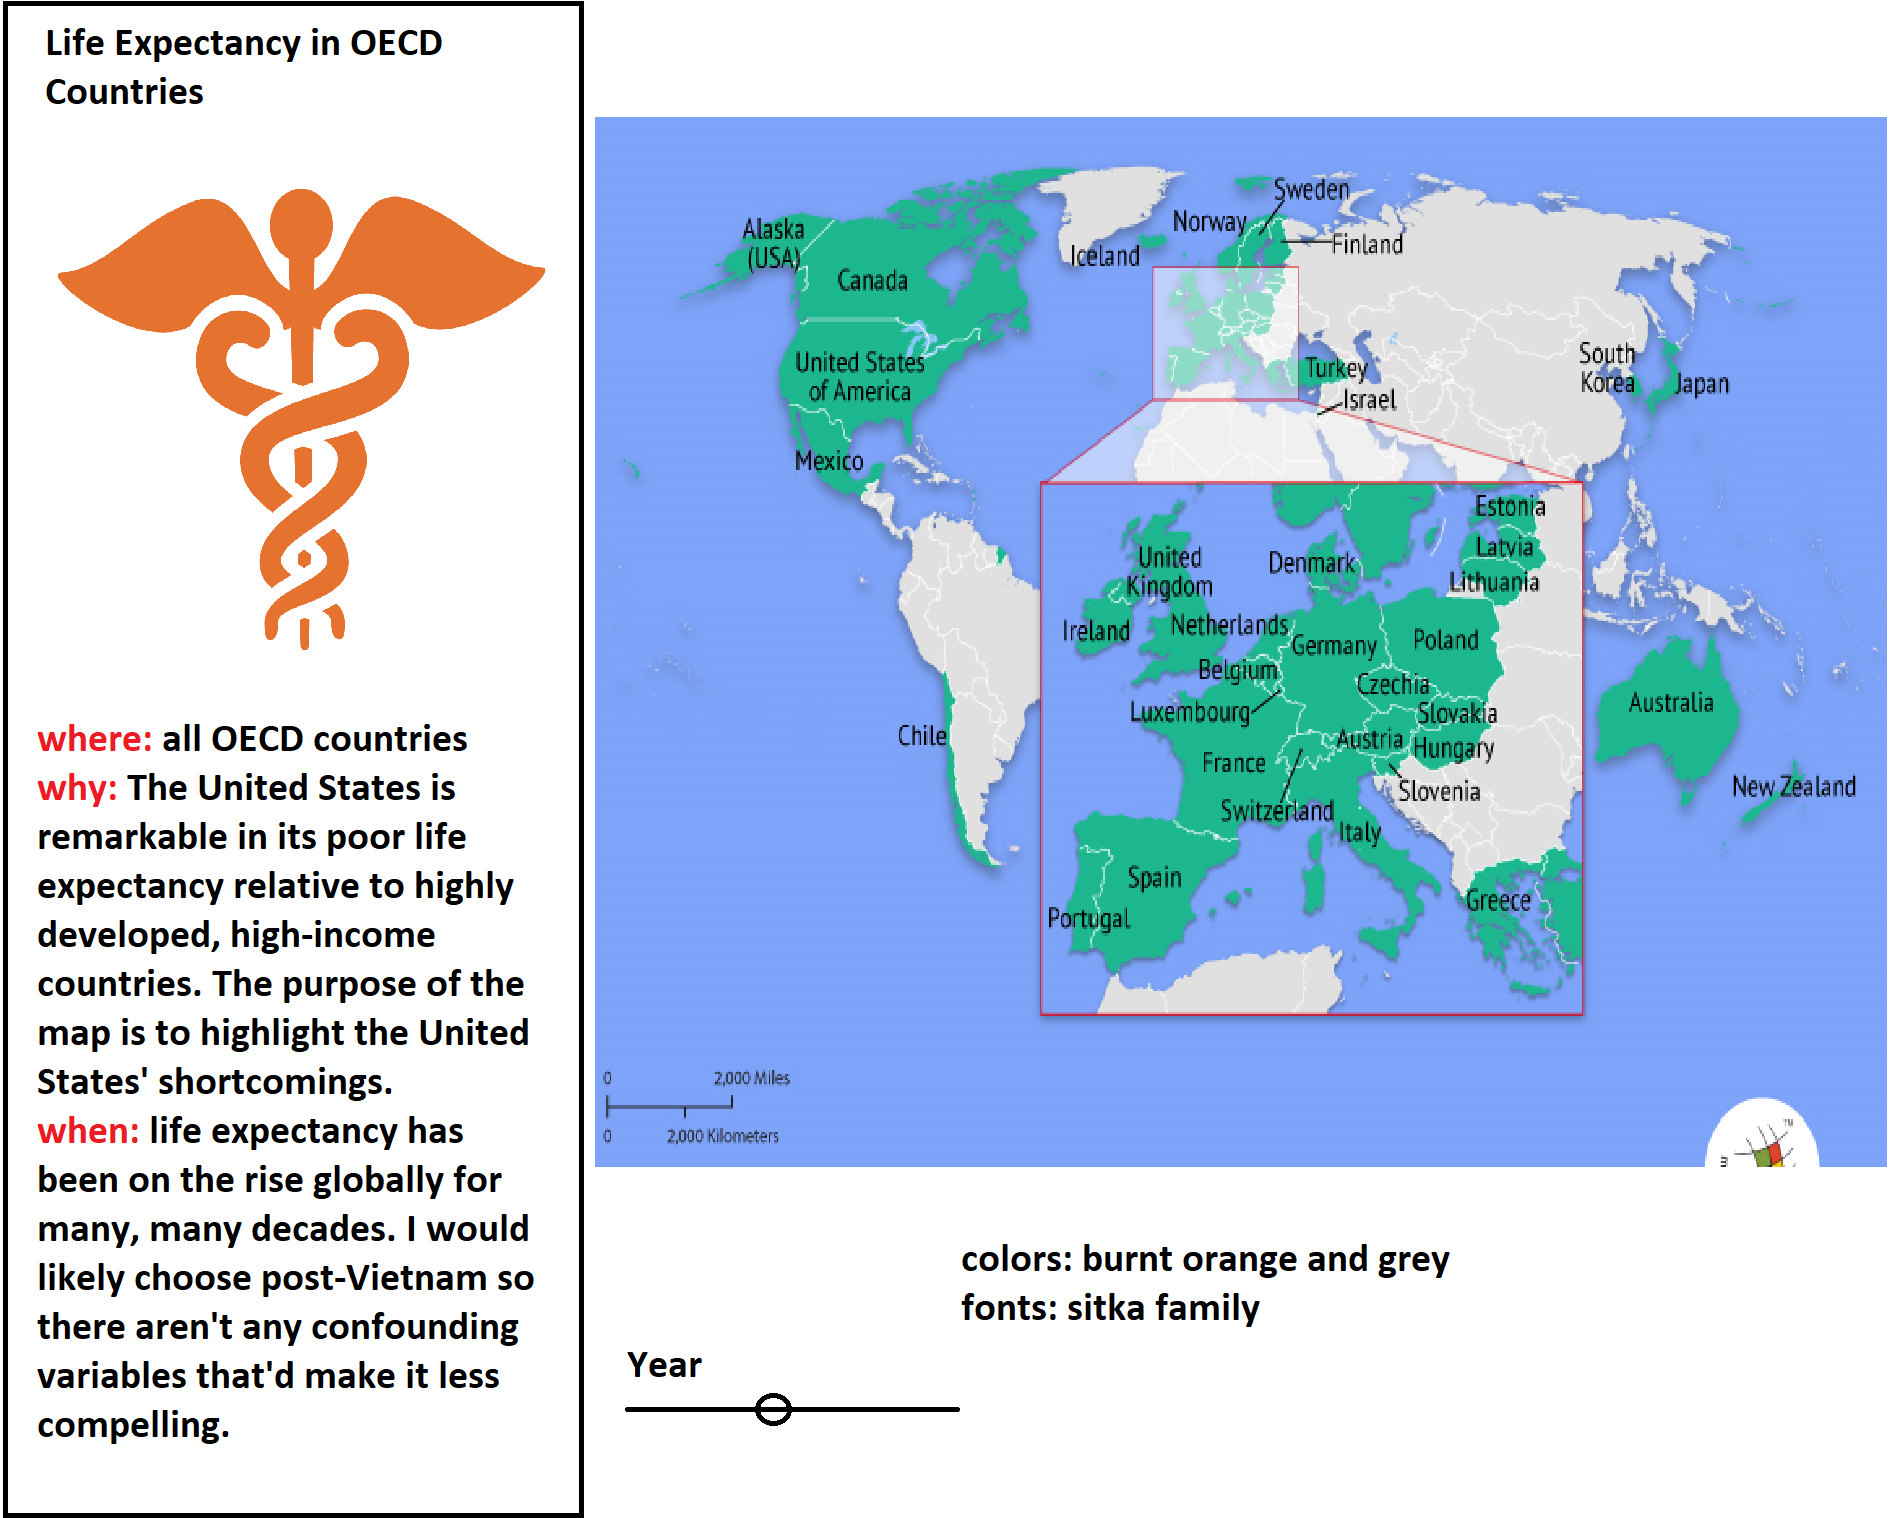 Life Expectancy in OECD
Countries
where: all OECD countries
why: The United States is
remarkable in its poor life
expectancy relative to highly
developed, high-income
countries. The purpose of the
map is to highlight the United
States' shortcomings.
when: life expectancy has
been on the rise globally for
many, many decades. I would
likely choose post-Vietnam so
there aren't any confounding
variables that'd make it less
compelling.
Alaska
(USA)
Canada
United States
of America
Mexico
Chile
Iceland
Norway
Sweden
Finland
Turkey
Israel
South
Korea
Japan
Estonia
Latvia
Lithuania
United
Kingdom
Denmark
Ireland
Netherlands
Germany
Poland
Belgium
Czechia
Luxembourg
Slovakia
Austria
Hungary
France
Slovenia
Switzerland
Italy
Spain
Portugal
Greece
Australia
New Zealand
0 2,000 Miles
0 2,000 Kilometers
TM
colors: burnt orange and grey
fonts: sitka family
Year